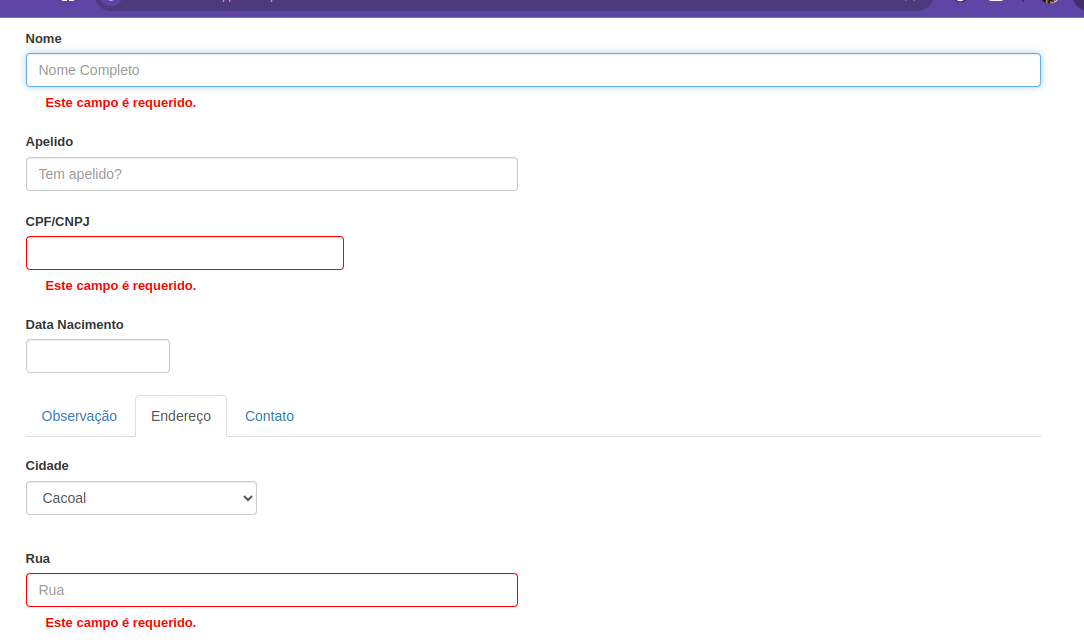 Nome
Nome Completo
Este campo é requerido.
Apelido
Tem apelido?
CPF/CNPJ
Este campo é requerido.
Data Nacimento
Observação Endereço Contato
Cidade
Cacoal
Rua
Rua
Este campo é requerido.